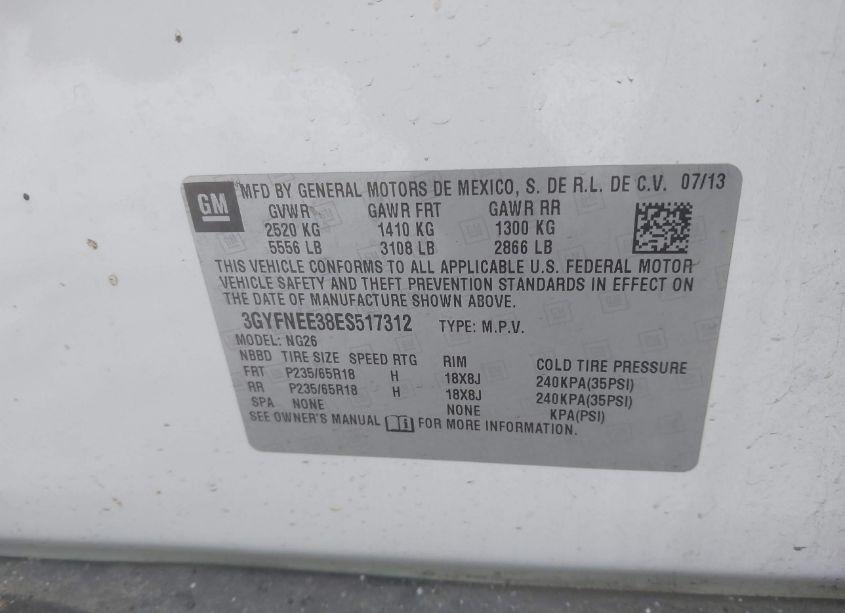 GM MFD BY GENERAL MOTORS DE MEXICO, S. DE R.L. DE C.V. 07/13
GVWR GAWR FRT GAWR RR
2520 KG 1410 KG 1300 KG
5556 LB 3108 LB 2866 LB
THIS VEHICLE CONFORMS TO ALL APPLICABLE U.S. FEDERAL MOTOR
VEHICLE SAFETY AND THEFT PREVENTION STANDARDS IN EFFECT ON
THE DATE OF MANUFACTURE SHOWN ABOVE.
3GYFNEE38ES517312 TYPE: M.P.V.
MODEL: NG26
NBBD TIRE SIZE SPEED RTG RIM COLD TIRE PRESSURE
FRT P235/65R18 H 18X8J 240KPA(35PSI)
RR P235/65R18 H 18X8J 240KPA(35PSI)
SPA NONE NONE KPA(PSI)
SEE OWNER'S MANUAL FOR MORE INFORMATION.